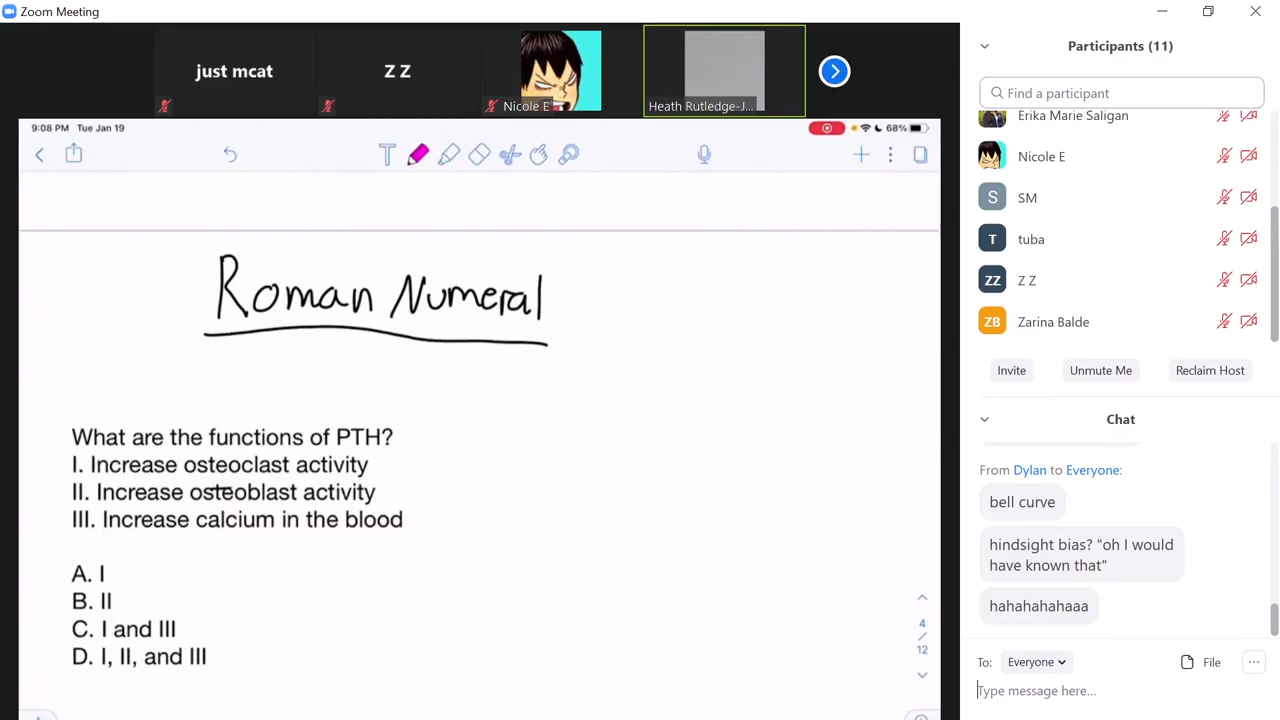 Zoom Meeting
just mcat
Z Z
Nicole E
Heath Rutledge-J...
Participants (11)
Find a participant
Erika Marie Saligan
Nicole E
S SM
T tuba
ZZ Z Z
ZB Zarina Balde
Invite Unmute Me Reclaim Host
Chat
From Dylan to Everyone:
bell curve
hindsight bias? "oh I would
have known that"
hahahahahaaa
To: Everyone File
Type message here...
9:08 PM Tue Jan 19 68%
T
Roman Numeral
What are the functions of PTH?
I. Increase osteoclast activity
II. Increase osteoblast activity
III. Increase calcium in the blood
A. I
B. II
C. I and III
D. I, II, and III
4
/
12